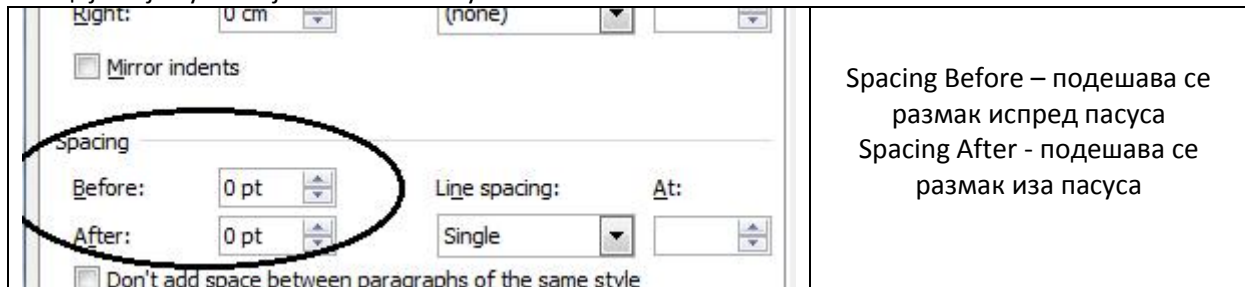 Right: 0 cm (none)
Mirror indents
Spacing
Before: 0 pt Line spacing: At:
After: 0 pt Single
Don't add space between paragraphs of the same style
Spacing Before – подешава се
размак испред пасуса
Spacing After - подешава се
размак иза пасуса